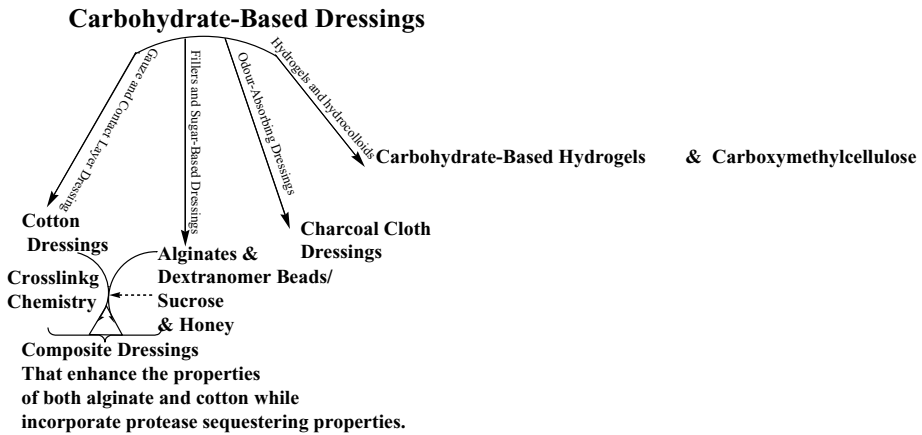 Carbohydrate-Based Dressings
Gauze and Contact Layer Dressing
Fillers and Sugar-Based Dressings
Odour-Absorbing Dressings
Hydrogels and hydrocolloids
Carbohydrate-Based Hydrogels & Carboxymethylcellulose
Cotton
Dressings
Charcoal Cloth
Dressings
Alginates &
Dextranomer Beads/
Sucrose
& Honey
Crosslinkg
Chemistry
Composite Dressings
That enhance the properties
of both alginate and cotton while
incorporate protease sequestering properties.